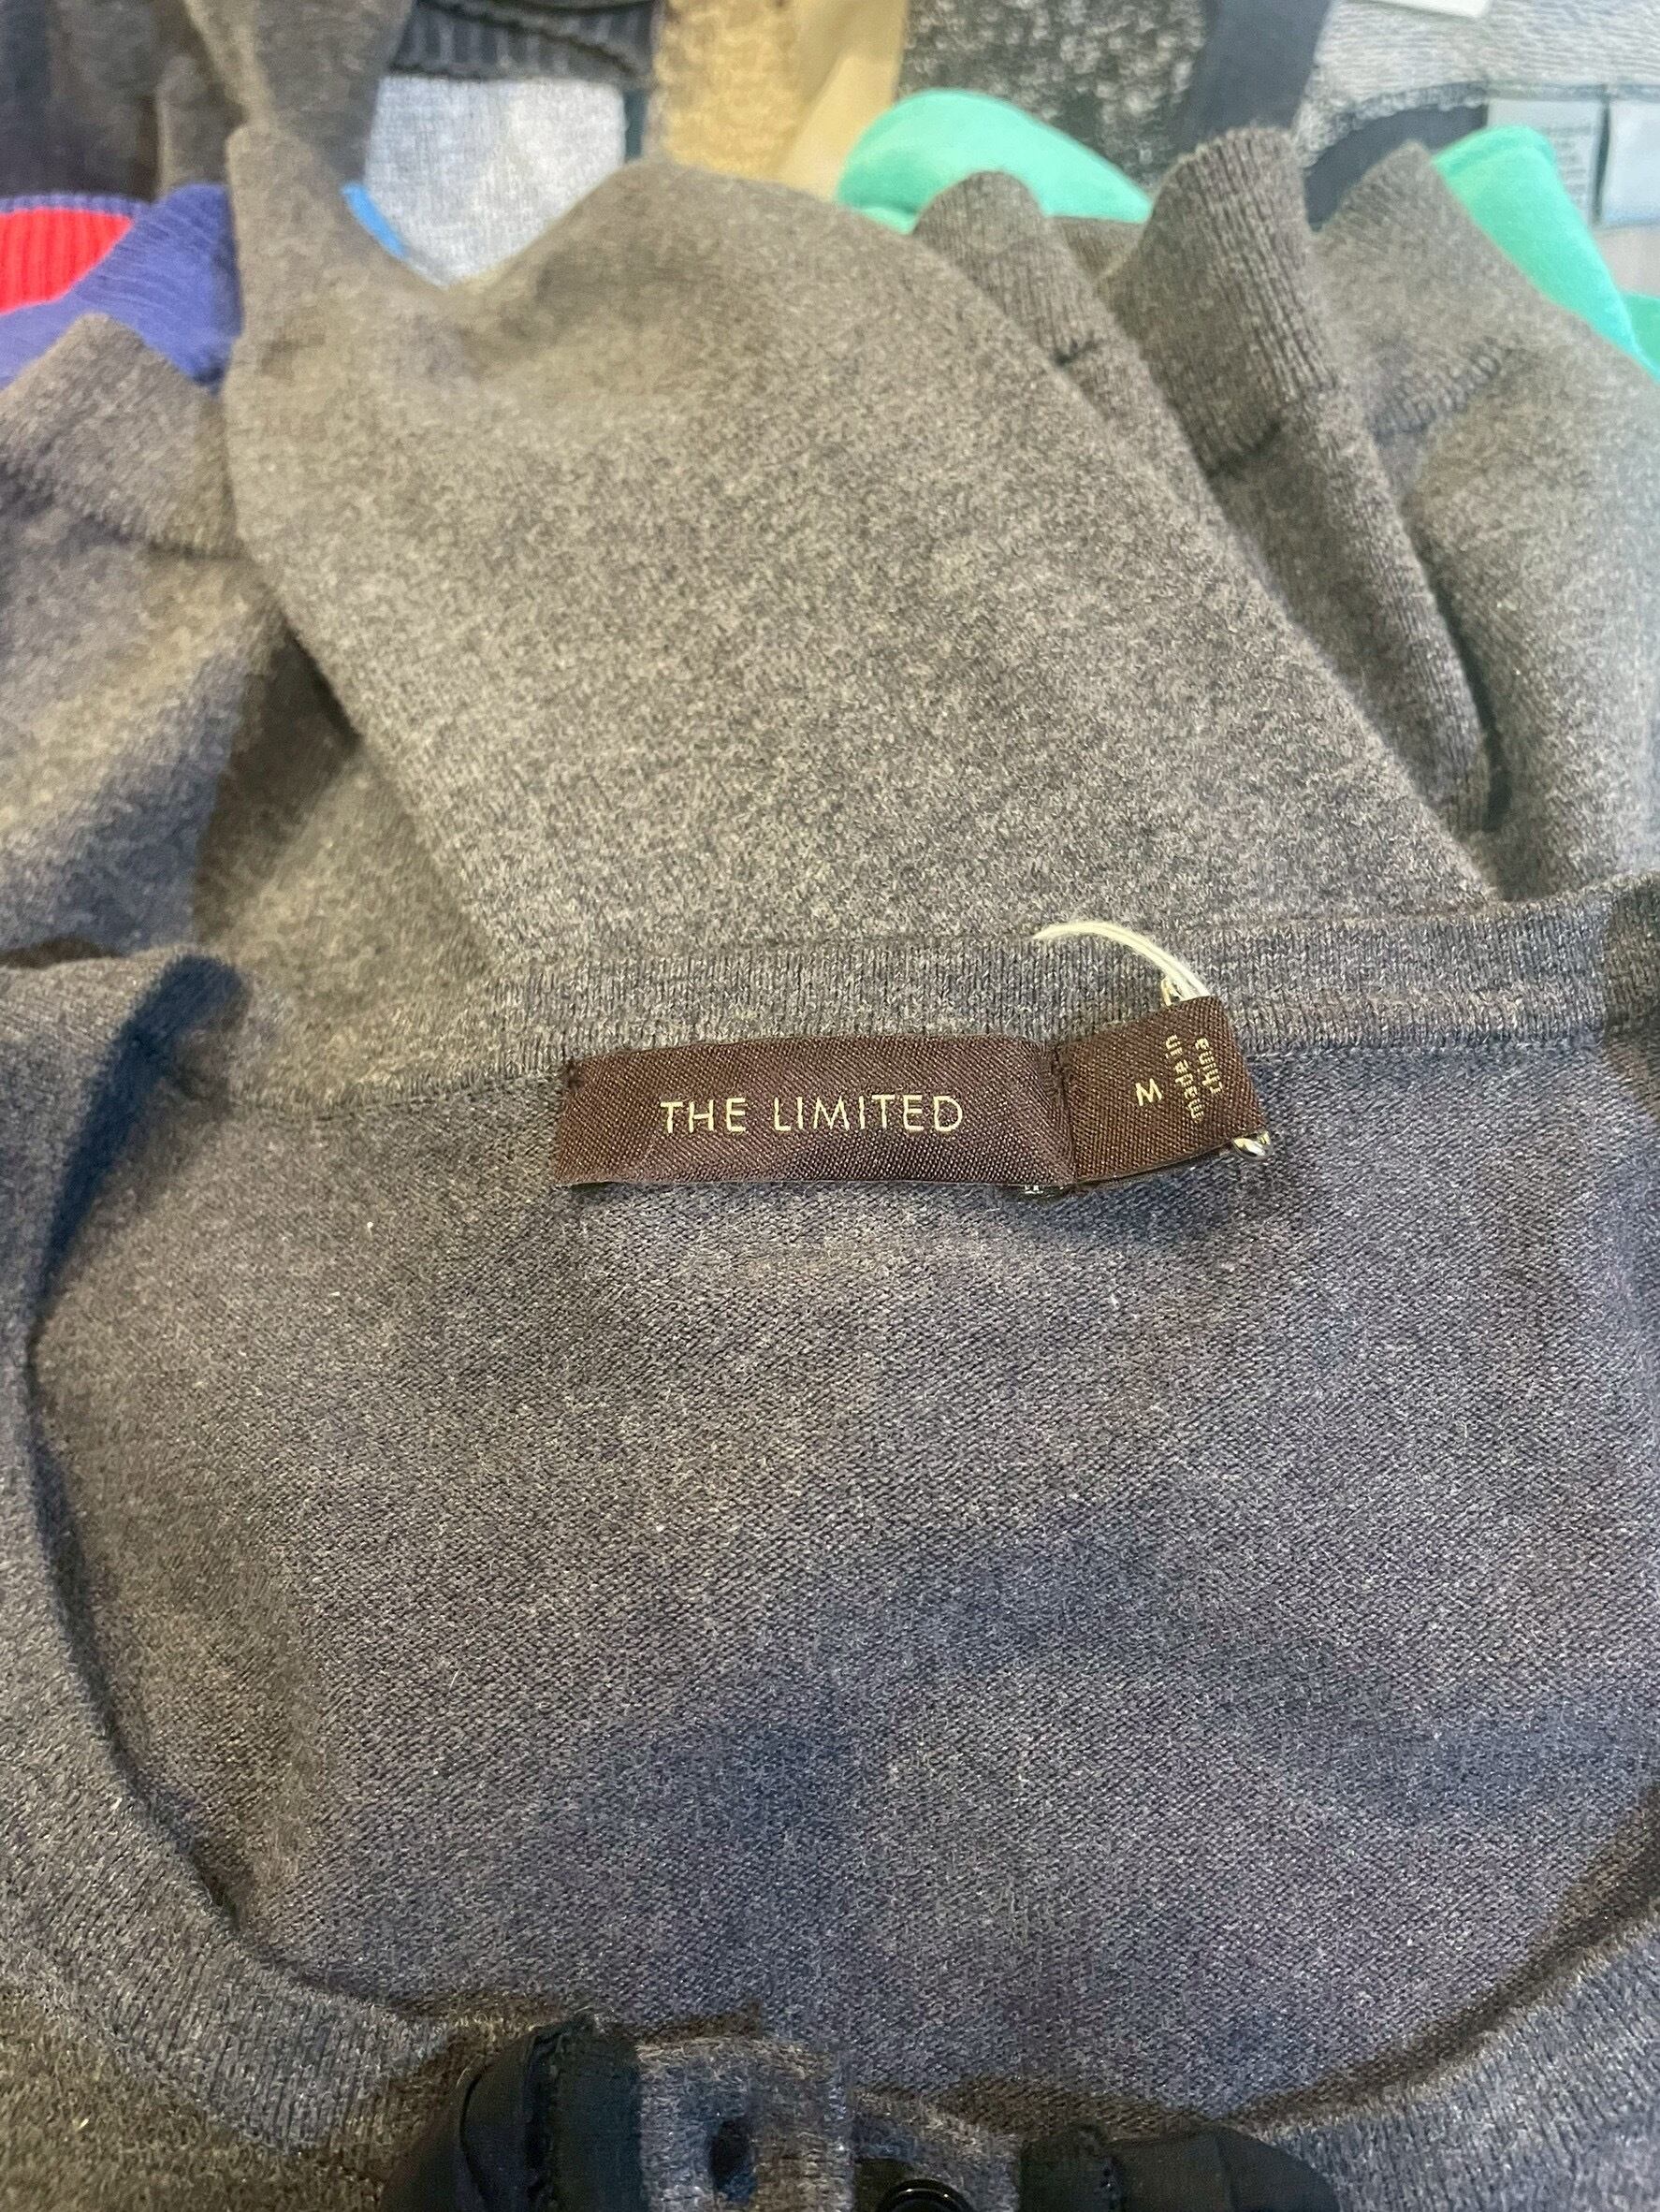 THE LIMITED
M
made in
china